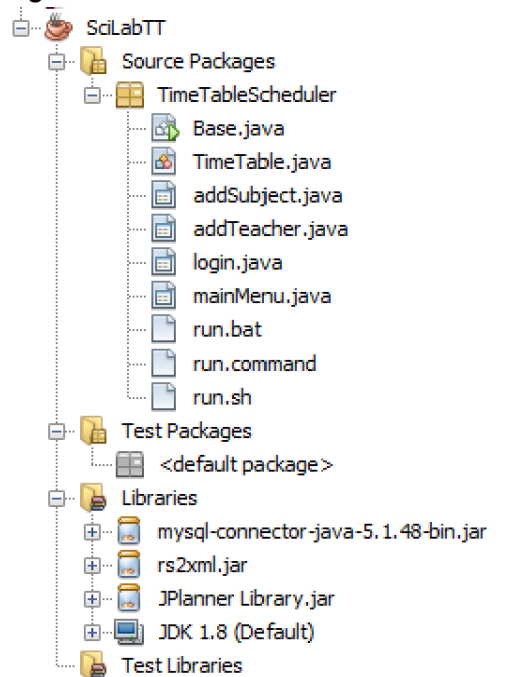 SciLabTT
Source Packages
TimeTableScheduler
Base.java
TimeTable.java
addSubject.java
addTeacher.java
login.java
mainMenu.java
run.bat
run.command
run.sh
Test Packages
<default package>
Libraries
mysql-connector-java-5.1.48-bin.jar
rs2xml.jar
JPlanner Library.jar
JDK 1.8 (Default)
Test Libraries